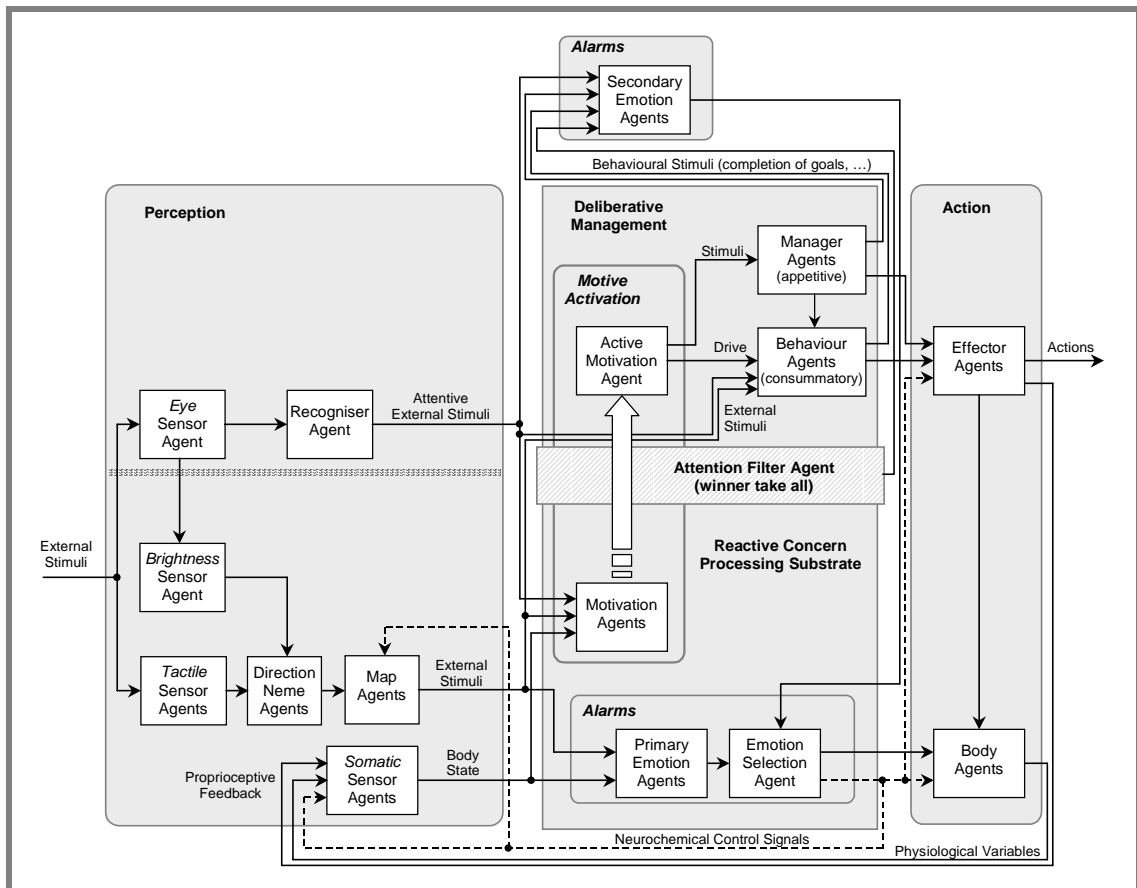 Alarms
Secondary
Emotion
Agents
Behavioural Stimuli (completion of goals, …)
Perception
Deliberative
Management
Action
Stimuli
Manager
Agents
(appetitive)
Motive
Activation
Active
Motivation
Agent
Drive
Behaviour
Agents
(consummatory)
Effector
Agents
Actions
Eye
Sensor
Agent
Recogniser
Agent
Attentive
External Stimuli
External
Stimuli
Attention Filter Agent
(winner take all)
External
Stimuli
Brightness
Sensor
Agent
Reactive Concern
Processing Substrate
Motivation
Agents
Tactile
Sensor
Agents
Direction
Neme
Agents
Map
Agents
External
Stimuli
Alarms
Primary
Emotion
Agents
Emotion
Selection
Agent
Body
Agents
Proprioceptive
Feedback
Somatic
Sensor
Agents
Body
State
Neurochemical Control Signals
Physiological Variables